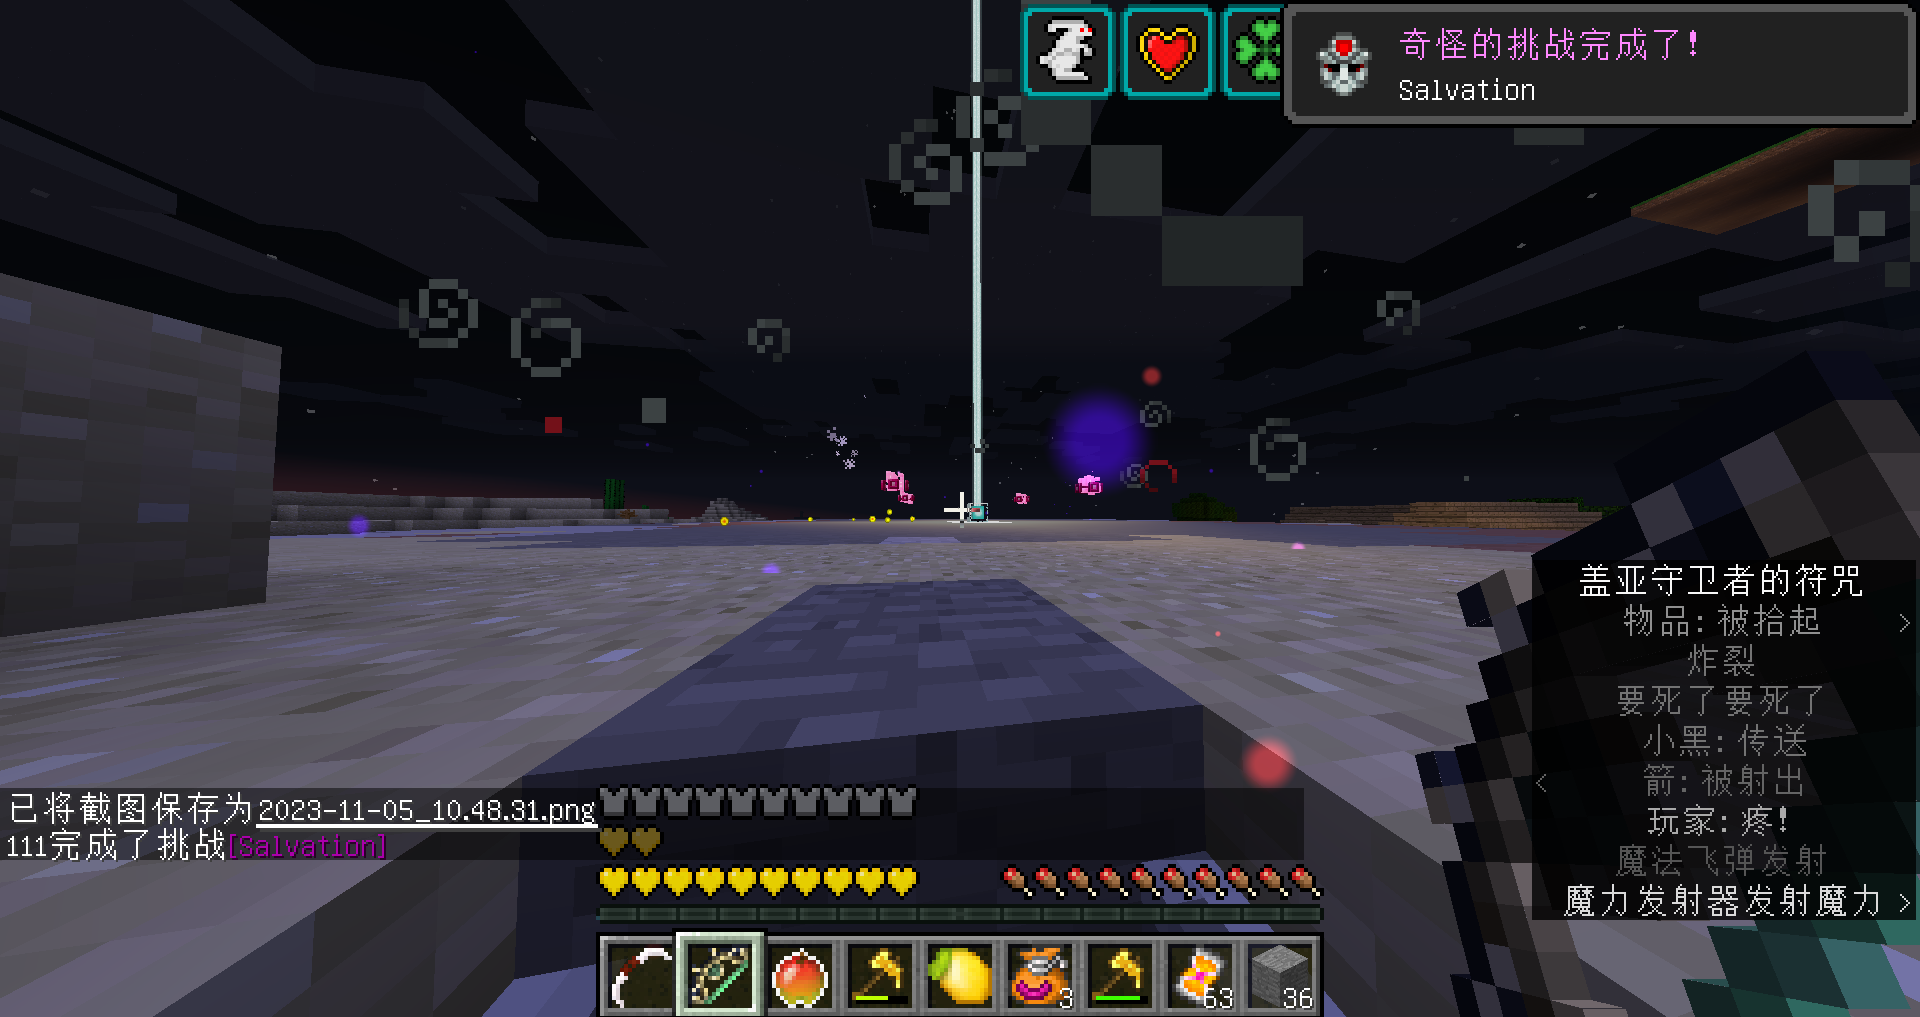 奇怪的挑战完成了!
Salvation
盖亚守卫者的符咒
物品: 被拾起 >
炸裂
要死了要死了
小黑: 传送
< 箭: 被射出
玩家: 疼!
魔法飞弹发射
魔力发射器发射魔力 >
已将截图保存为2023-11-05_10.48.31.png
111完成了挑战[Salvation]
3
63
36